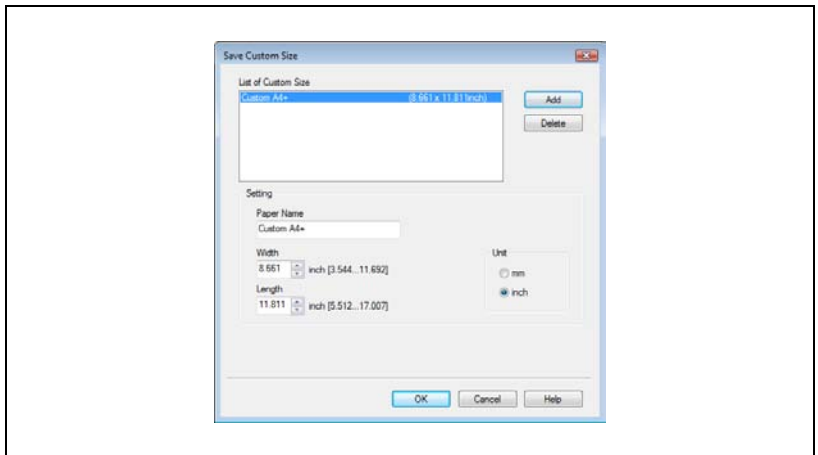 Save Custom Size
List of Custom Size
Custom A4+ (8.661 x 11.811inch)
Add
Delete
Setting
Paper Name
Custom A4+
Width
8.661 inch [3.544...11.692]
Length
11.811 inch [5.512...17.007]
Unit
mm
inch
OK Cancel Help